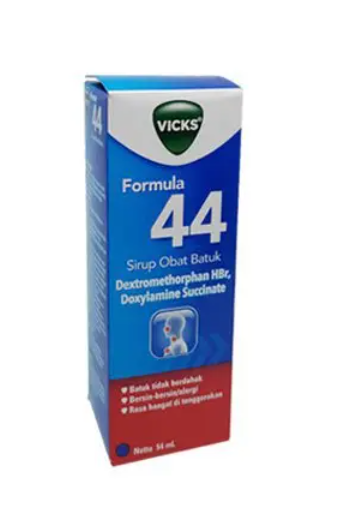 Formula
44
VICKS®
Formula
44
Sirup Obat Batuk
Dextromethorphan HBr,
Doxylamine Succinate
• Batuk tidak berdahak
• Bersin-bersin/alergi
• Rasa hangat di tenggorokan
Netto 54 mL